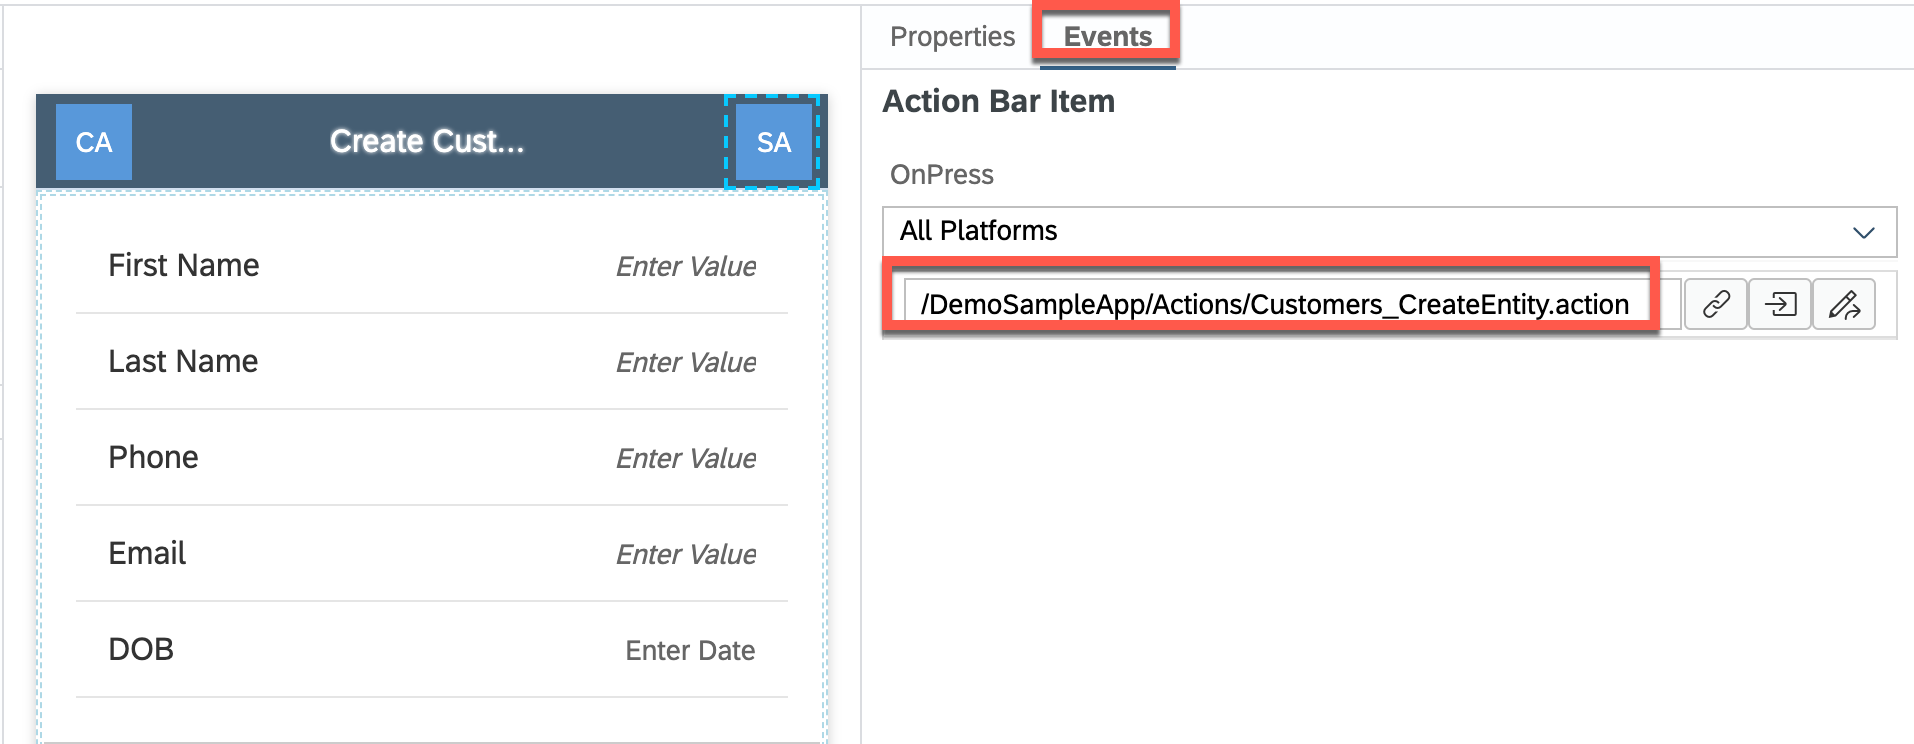 Properties
Events
CA
Create Cust...
SA
Action Bar Item
OnPress
All Platforms
/DemoSampleApp/Actions/Customers_CreateEntity.action
First Name
Enter Value
Last Name
Enter Value
Phone
Enter Value
Email
Enter Value
DOB
Enter Date